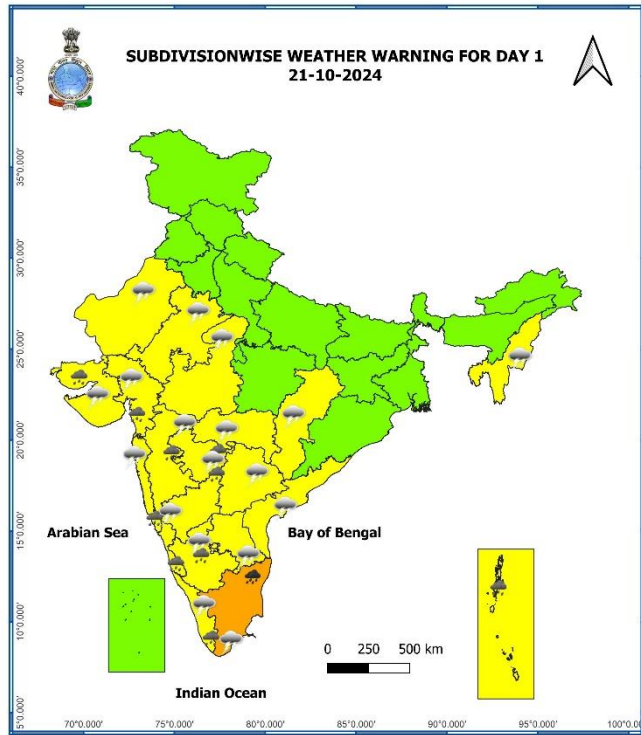 SUBDIVISIONWISE WEATHER WARNING FOR DAY 1
21-10-2024
40°0.000'
35°0.000'
30°0.000'
25°0.000'
20°0.000'
15°0.000'
10°0.000'
5°0.000'
Arabian Sea
Bay of Bengal
0 250 500 km
Indian Ocean
70°0.000' 75°0.000' 80°0.000' 85°0.000' 90°0.000' 95°0.000' 100°0.000'